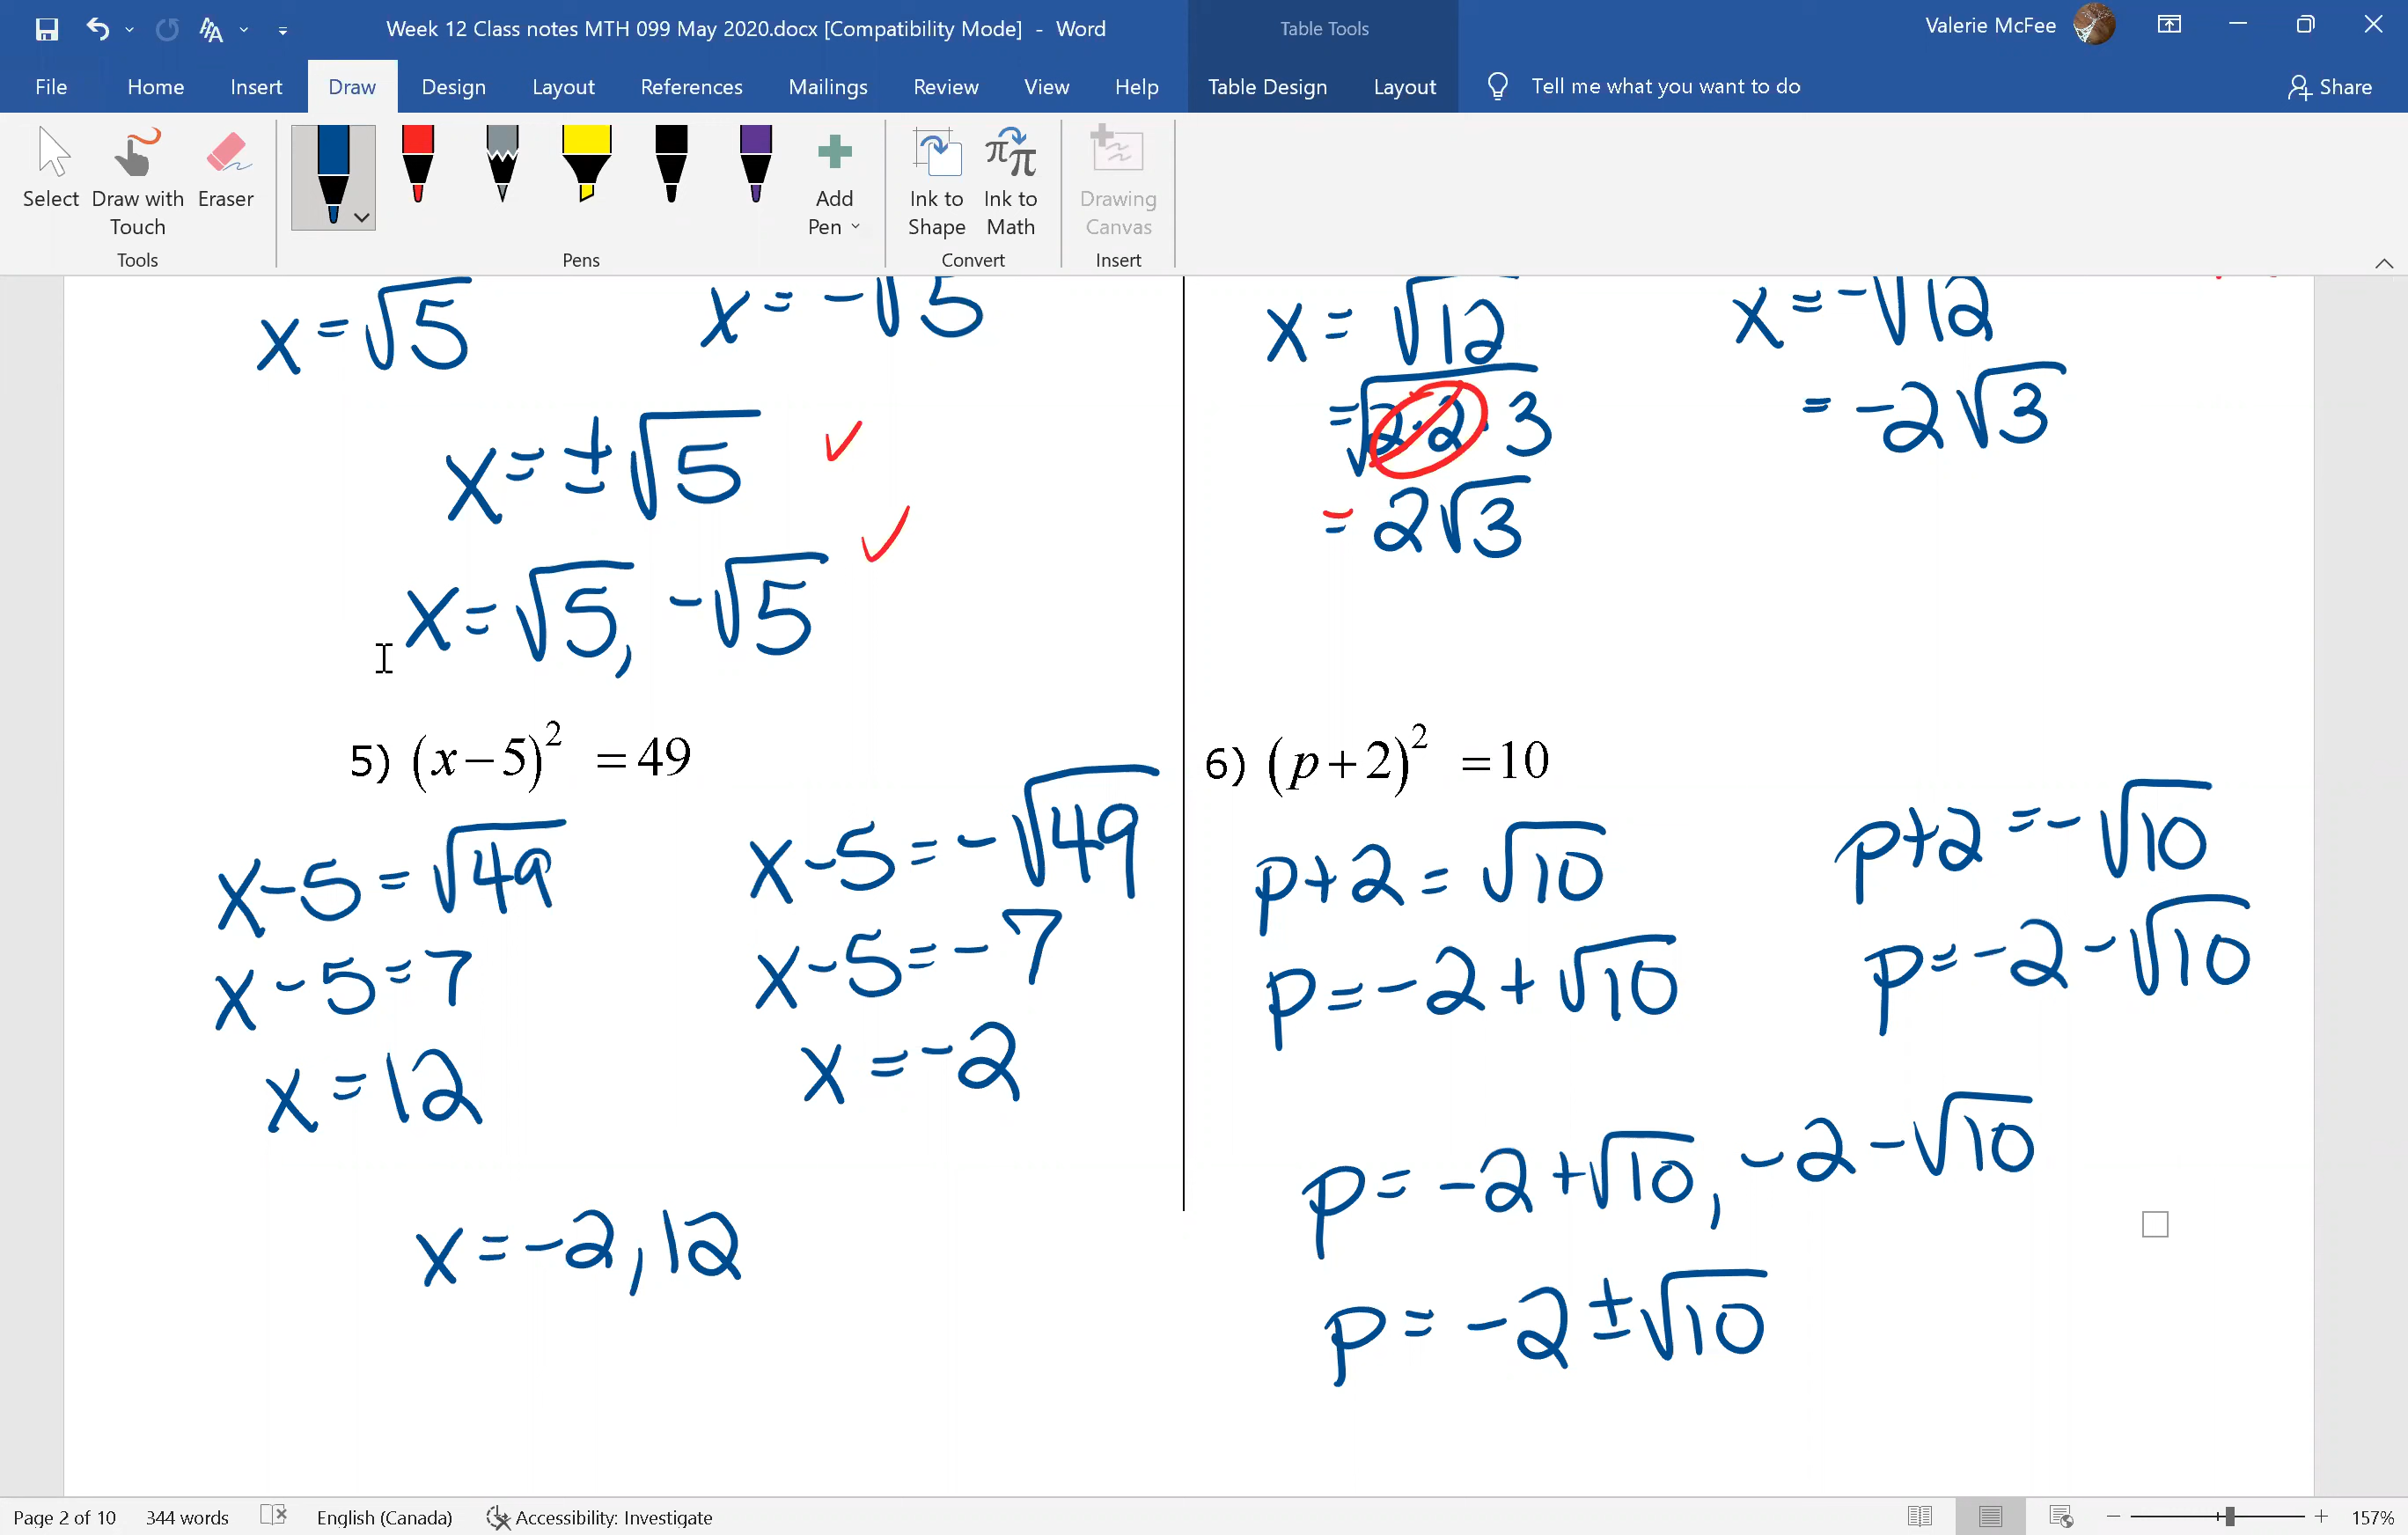 Week 12 Class notes MTH 099 May 2020.docx [Compatibility Mode] - Word
Table Tools
Valerie McFee
File Home Insert Draw Design Layout References Mailings Review View Help Table Design Layout Tell me what you want to do Share
Select
Draw with Touch
Eraser
Add Pen
Ink to Shape
Ink to Math
Drawing Canvas
Tools
Pens
Convert
Insert
x = √5
x = -√5
x = ± √5 ✓
x = √5, -√5 ✓
x = √12
= √2·2·3
= 2√3
x = -√12
= -2√3
5) (x-5)² = 49
x-5 = √49
x-5 = 7
x = 12
x-5 = -√49
x-5 = -7
x = -2
x = -2, 12
6) (p+2)² = 10
p+2 = √10
p = -2 + √10
p+2 = -√10
p = -2 - √10
p = -2 + √10, -2 - √10
p = -2 ± √10
Page 2 of 10 344 words English (Canada) Accessibility: Investigate 157%